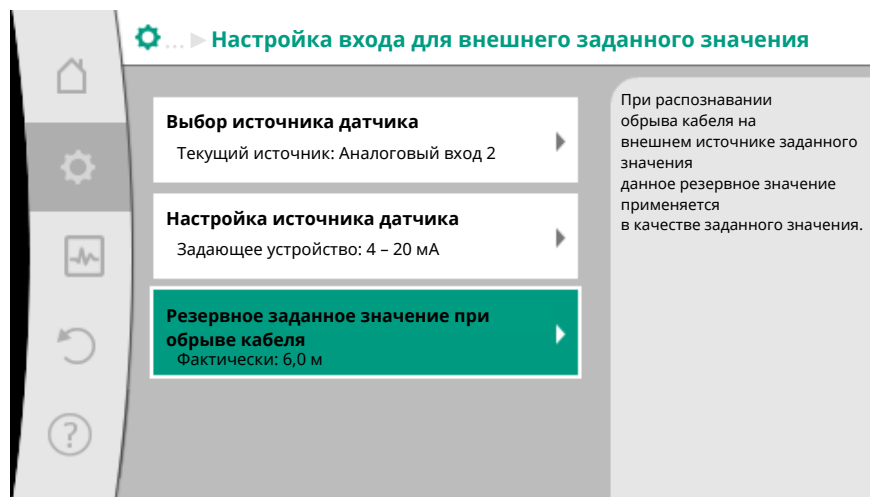 ... ▶ Настройка входа для внешнего заданного значения
Выбор источника датчика
Текущий источник: Аналоговый вход 2
Настройка источника датчика
Задающее устройство: 4 – 20 мА
Резервное заданное значение при
обрыве кабеля
Фактически: 6,0 м
При распознавании
обрыва кабеля на
внешнем источнике заданного
значения
данное резервное значение
применяется
в качестве заданного значения.
?